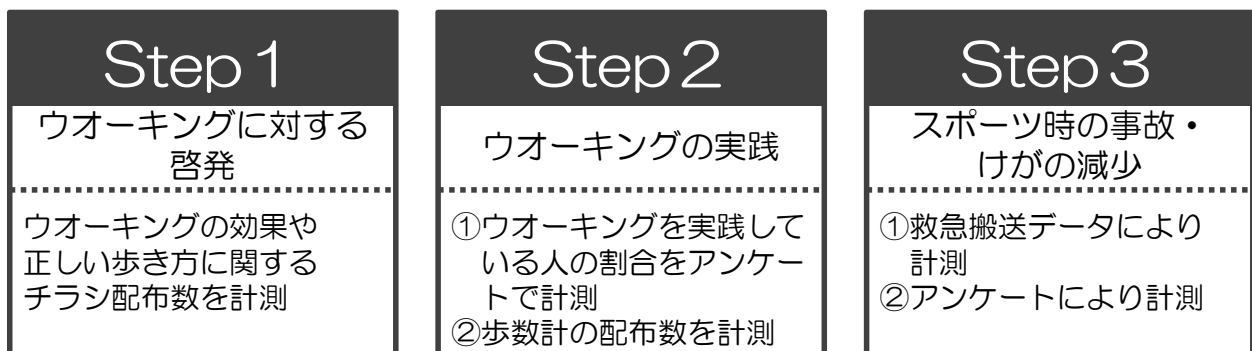 Step1
ウオーキングに対する
啓発
ウオーキングの効果や
正しい歩き方に関する
チラシ配布数を計測
Step2
ウオーキングの実践
①ウオーキングを実践して
いる人の割合をアンケー
トで計測
②歩数計の配布数を計測
Step3
スポーツ時の事故・
けがの減少
①救急搬送データにより
計測
②アンケートにより計測